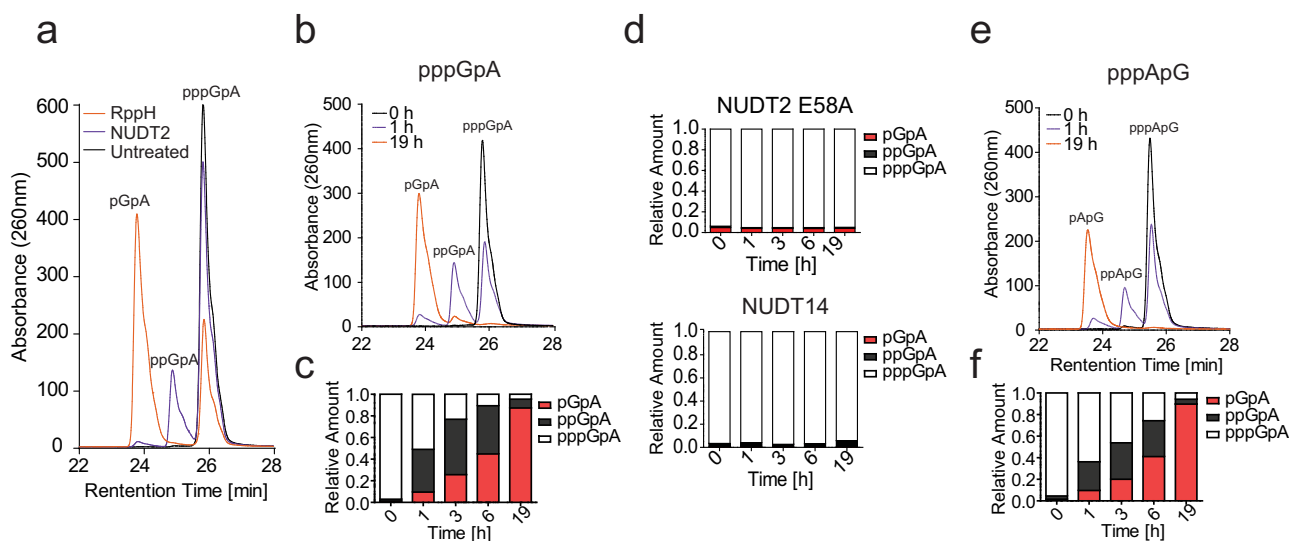 a
RppH
NUDT2
Untreated
pppGpA
pGpA
ppGpA
Absorbance (260nm)
600
500
400
300
200
100
0
22 24 26 28
Rentention Time [min]
b
pppGpA
0 h
1 h
19 h
pppGpA
pGpA
ppGpA
Absorbance (260nm)
500
400
300
200
100
0
22 24 26 28
c
Relative Amount
1.0
0.8
0.6
0.4
0.2
0.0
pGpA
ppGpA
pppGpA
0 1 3 6 19
Time [h]
d
NUDT2 E58A
Relative Amount
1.0
0.8
0.6
0.4
0.2
0.0
pGpA
ppGpA
pppGpA
0 1 3 6 19
Time [h]
NUDT14
Relative Amount
1.0
0.8
0.6
0.4
0.2
0.0
pGpA
ppGpA
pppGpA
0 1 3 6 19
Time [h]
e
pppApG
0 h
1 h
19 h
pppApG
pApG
ppApG
Absorbance (260nm)
500
400
300
200
100
0
22 24 26 28
Rentention Time [min]
f
Relative Amount
1.0
0.8
0.6
0.4
0.2
0.0
pGpA
ppGpA
pppGpA
0 1 3 6 19
Time [h]